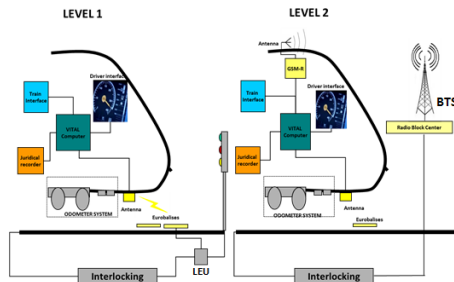 LEVEL 1
Driver interface
Train interface
VITAL
Computer
Juridical
recorder
ODOMETER SYSTEM
Antenna
Eurobalises
LEU
Interlocking
LEVEL 2
Antenna
GSM-R
Driver interface
Train interface
VITAL
Computer
Juridical
recorder
ODOMETER SYSTEM
Antenna
Eurobalises
BTS
Radio Block Center
Interlocking